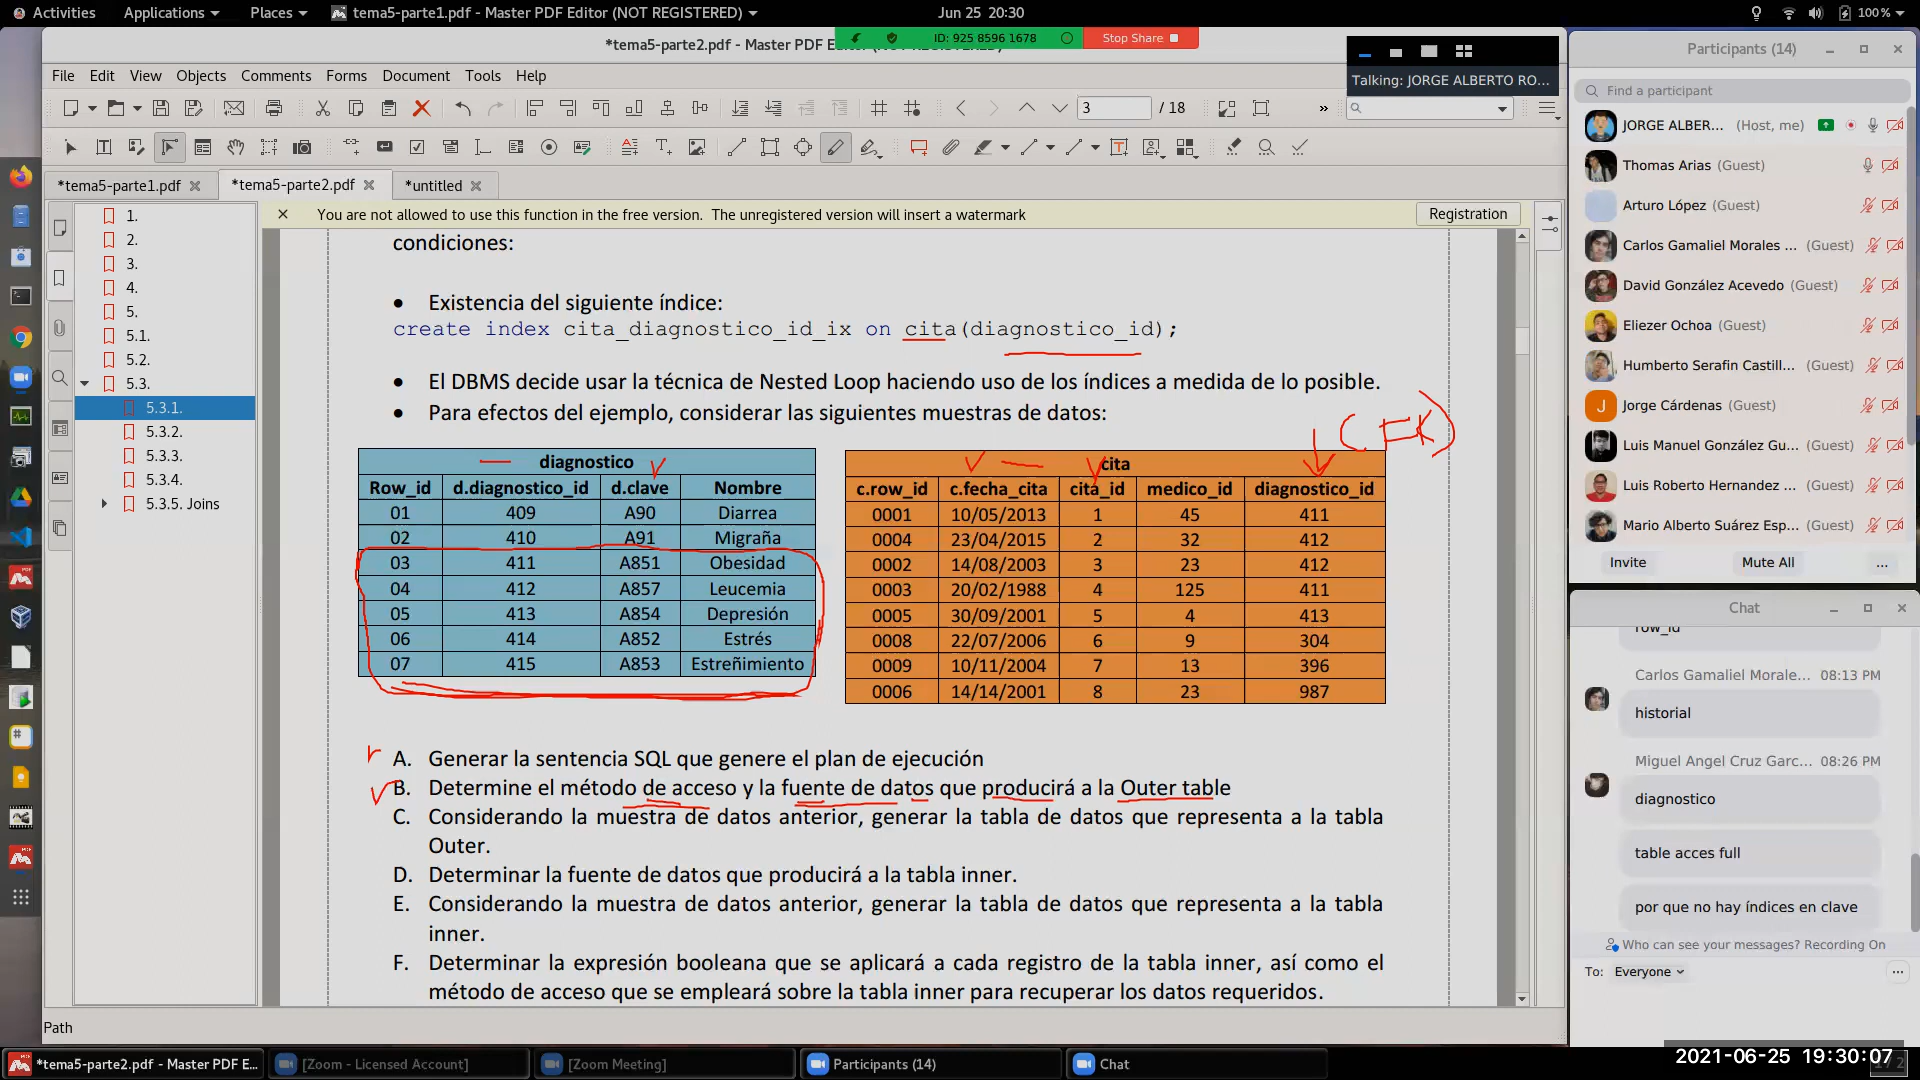 Activities
Applications
Places
tema5-parte1.pdf - Master PDF Editor (NOT REGISTERED)
Jun 25 20:30
100%
*tema5-parte2.pdf - Master PDF Editor (NOT REGISTERED)
ID: 925 8596 1678
Stop Share
Talking: JORGE ALBERTO RO...
File Edit View Objects Comments Forms Document Tools Help
3 / 18
*tema5-parte1.pdf
*tema5-parte2.pdf
*untitled
You are not allowed to use this function in the free version. The unregistered version will insert a watermark
Registration
1.
2.
3.
4.
5.
5.1.
5.2.
5.3.
5.3.1.
5.3.2.
5.3.3.
5.3.4.
5.3.5. Joins
condiciones:
• Existencia del siguiente índice:
create index cita_diagnostico_id_ix on cita(diagnostico_id);
• El DBMS decide usar la técnica de Nested Loop haciendo uso de los índices a medida de lo posible.
• Para efectos del ejemplo, considerar las siguientes muestras de datos:
(FK)
diagnostico
Row_id d.diagnostico_id d.clave Nombre
01 409 A90 Diarrea
02 410 A91 Migraña
03 411 A851 Obesidad
04 412 A857 Leucemia
05 413 A854 Depresión
06 414 A852 Estrés
07 415 A853 Estreñimiento
cita
c.row_id c.fecha_cita cita_id medico_id diagnostico_id
0001 10/05/2013 1 45 411
0004 23/04/2015 2 32 412
0002 14/08/2003 3 23 412
0003 20/02/1988 4 125 411
0005 30/09/2001 5 4 413
0008 22/07/2006 6 9 304
0009 10/11/2004 7 13 396
0006 14/14/2001 8 23 987
A. Generar la sentencia SQL que genere el plan de ejecución
B. Determine el método de acceso y la fuente de datos que producirá a la Outer table
C. Considerando la muestra de datos anterior, generar la tabla de datos que representa a la tabla
Outer.
D. Determinar la fuente de datos que producirá a la tabla inner.
E. Considerando la muestra de datos anterior, generar la tabla de datos que representa a la tabla
inner.
F. Determinar la expresión booleana que se aplicará a cada registro de la tabla inner, así como el
método de acceso que se empleará sobre la tabla inner para recuperar los datos requeridos.
Path
Participants (14)
Find a participant
JORGE ALBER... (Host, me)
Thomas Arias (Guest)
Arturo López (Guest)
Carlos Gamaliel Morales ... (Guest)
David González Acevedo (Guest)
Eliezer Ochoa (Guest)
Humberto Serafin Castill... (Guest)
J
Jorge Cárdenas (Guest)
Luis Manuel González Gu... (Guest)
Luis Roberto Hernandez ... (Guest)
Mario Alberto Suárez Esp... (Guest)
Invite
Mute All
...
Chat
row_id
Carlos Gamaliel Morale... 08:13 PM
historial
Miguel Angel Cruz Garc... 08:26 PM
diagnostico
table acces full
por que no hay índices en clave
Who can see your messages? Recording On
To: Everyone
*tema5-parte2.pdf - Master PDF E...
[Zoom - Licensed Account]
[Zoom Meeting]
Participants (14)
Chat
2021-06-25 19:30:07